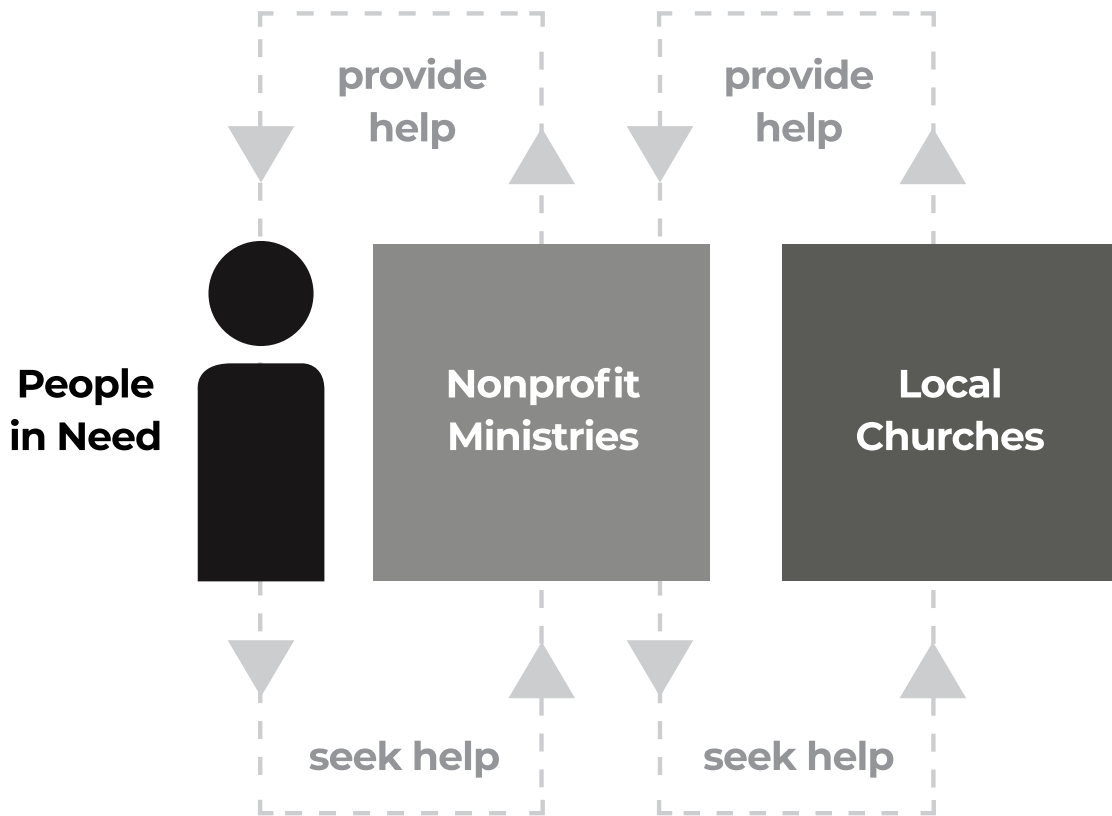 provide
help
provide
help
People
in Need
Nonprofit
Ministries
Local
Churches
seek help
seek help